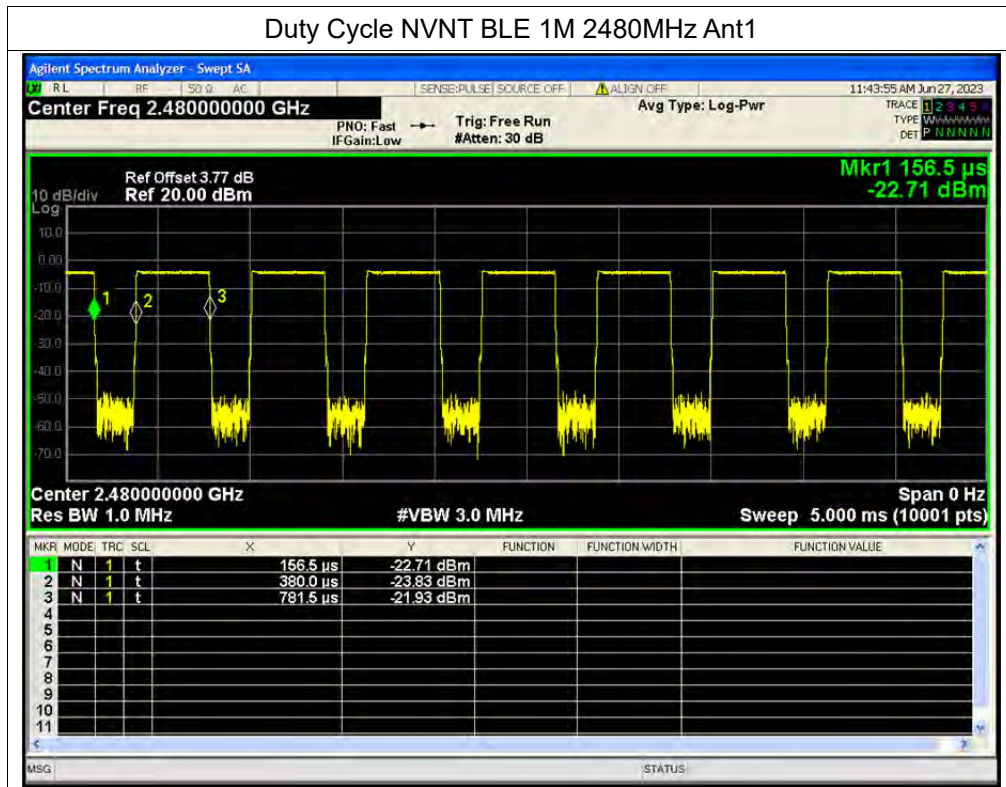 Duty Cycle NVNT BLE 1M 2480MHz Ant1
Agilent Spectrum Analyzer - Swept SA
RL RF 50 Ω AC SENSE:PULSE SOURCE OFF ALIGN OFF 11:43:55 AM Jun 27, 2023
Center Freq 2.480000000 GHz Avg Type: Log-Pwr TRACE 1 2 3 4 5 6
PNO: Fast Trig: Free Run TYPE W
IFGain:Low #Atten: 30 dB DET P N N N N N
Mkr1 156.5 µs
Ref Offset 3.77 dB
10 dB/div Ref 20.00 dBm -22.71 dBm
Log
10.0
0.00
-10.0
1 2 3
-20.0
-30.0
-40.0
-50.0
-60.0
-70.0
Center 2.480000000 GHz Span 0 Hz
Res BW 1.0 MHz #VBW 3.0 MHz Sweep 5.000 ms (10001 pts)
MKR MODE TRC SCL X Y FUNCTION FUNCTION WIDTH FUNCTION VALUE
1 N 1 t 156.5 µs -22.71 dBm
2 N 1 t 380.0 µs -23.83 dBm
3 N 1 t 781.5 µs -21.93 dBm
4
5
6
7
8
9
10
11
MSG STATUS